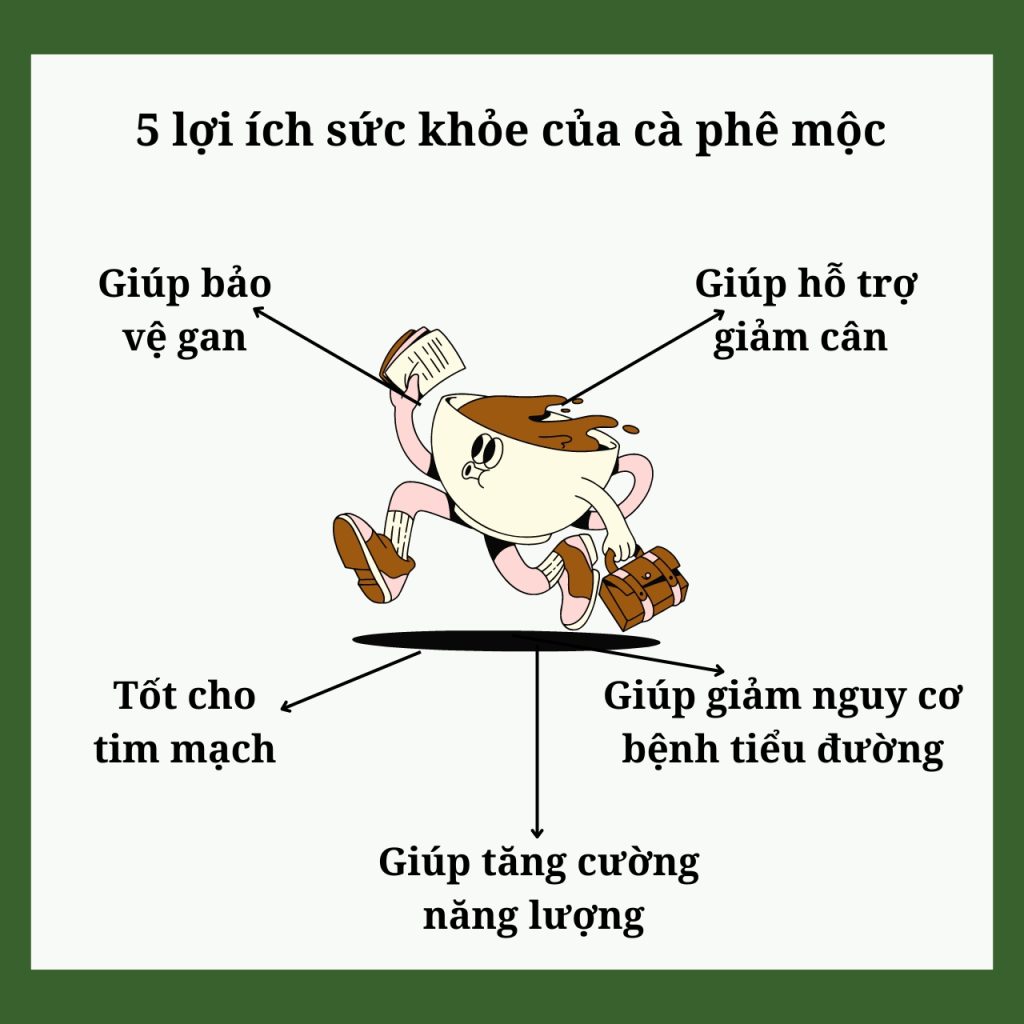 5 lợi ích sức khỏe của cà phê mộc
Giúp bảo
vệ gan
Giúp hỗ trợ
giảm cân
Tốt cho
tim mạch
Giúp giảm nguy cơ
bệnh tiểu đường
Giúp tăng cường
năng lượng